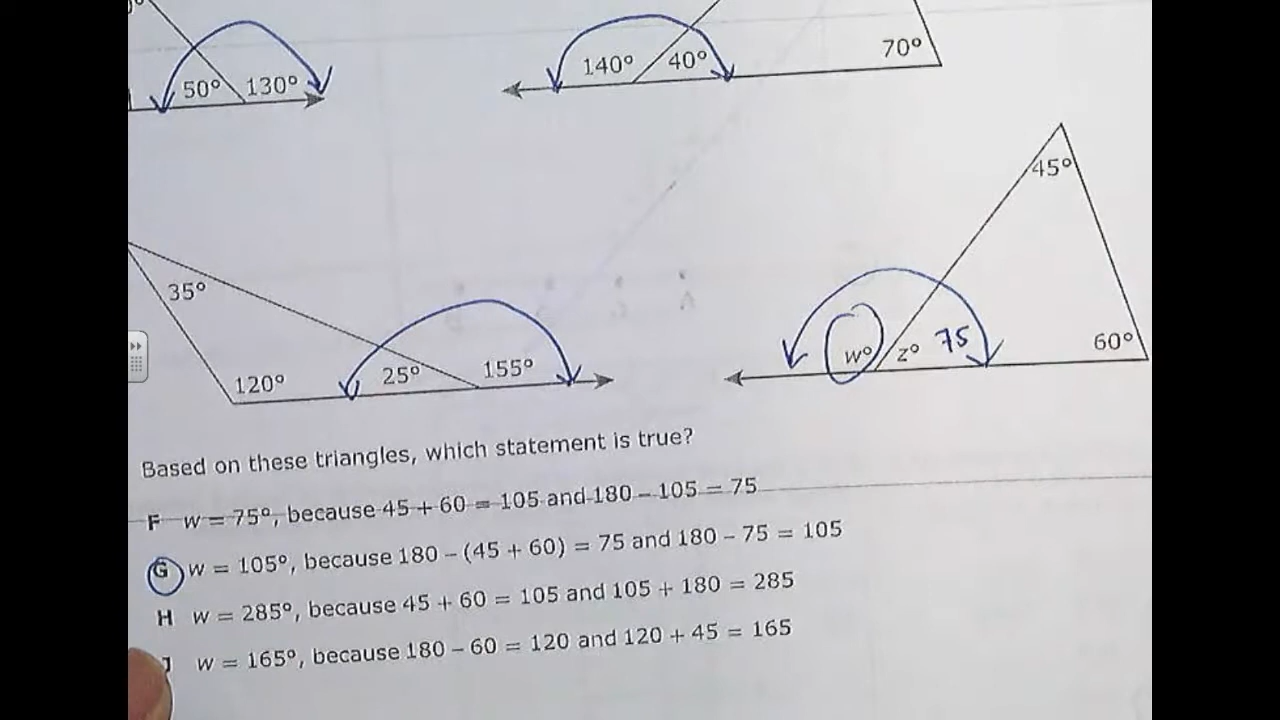 50° 130°
140° 40° 70°
45°
35°
120° 25° 155°
w° z° 75 60°
Based on these triangles, which statement is true?
F w = 75°, because 45 + 60 = 105 and 180 – 105 = 75
G w = 105°, because 180 – (45 + 60) = 75 and 180 – 75 = 105
H w = 285°, because 45 + 60 = 105 and 105 + 180 = 285
J w = 165°, because 180 – 60 = 120 and 120 + 45 = 165